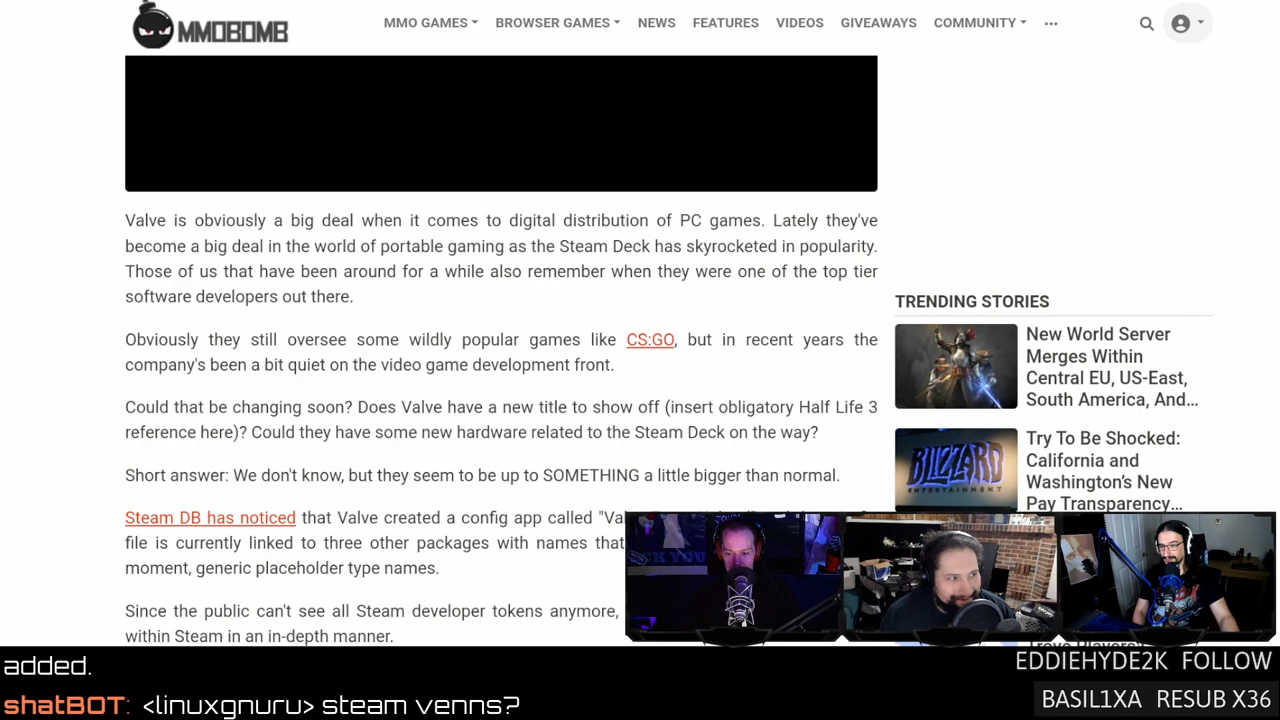 MMOBOMB
MMO GAMES
BROWSER GAMES
NEWS
FEATURES
VIDEOS
GIVEAWAYS
COMMUNITY
Valve is obviously a big deal when it comes to digital distribution of PC games. Lately they've
become a big deal in the world of portable gaming as the Steam Deck has skyrocketed in popularity.
Those of us that have been around for a while also remember when they were one of the top tier
software developers out there.
Obviously they still oversee some wildly popular games like CS:GO, but in recent years the
company's been a bit quiet on the video game development front.
Could that be changing soon? Does Valve have a new title to show off (insert obligatory Half Life 3
reference here)? Could they have some new hardware related to the Steam Deck on the way?
Short answer: We don't know, but they seem to be up to SOMETHING a little bigger than normal.
Steam DB has noticed that Valve created a config app called
file is currently linked to three other packages with names that
moment, generic placeholder type names.
Since the public can't see all Steam developer tokens anymore,
within Steam in an in-depth manner.
TRENDING STORIES
New World Server
Merges Within
Central EU, US-East,
South America, And...
BLIZZARD
ENTERTAINMENT
Try To Be Shocked:
California and
Washington's New
Pay Transparency...
added.
shatBOT: <linuxgnuru> steam venns?
EDDIEHYDE2K FOLLOW
BASIL1XA RESUB X36